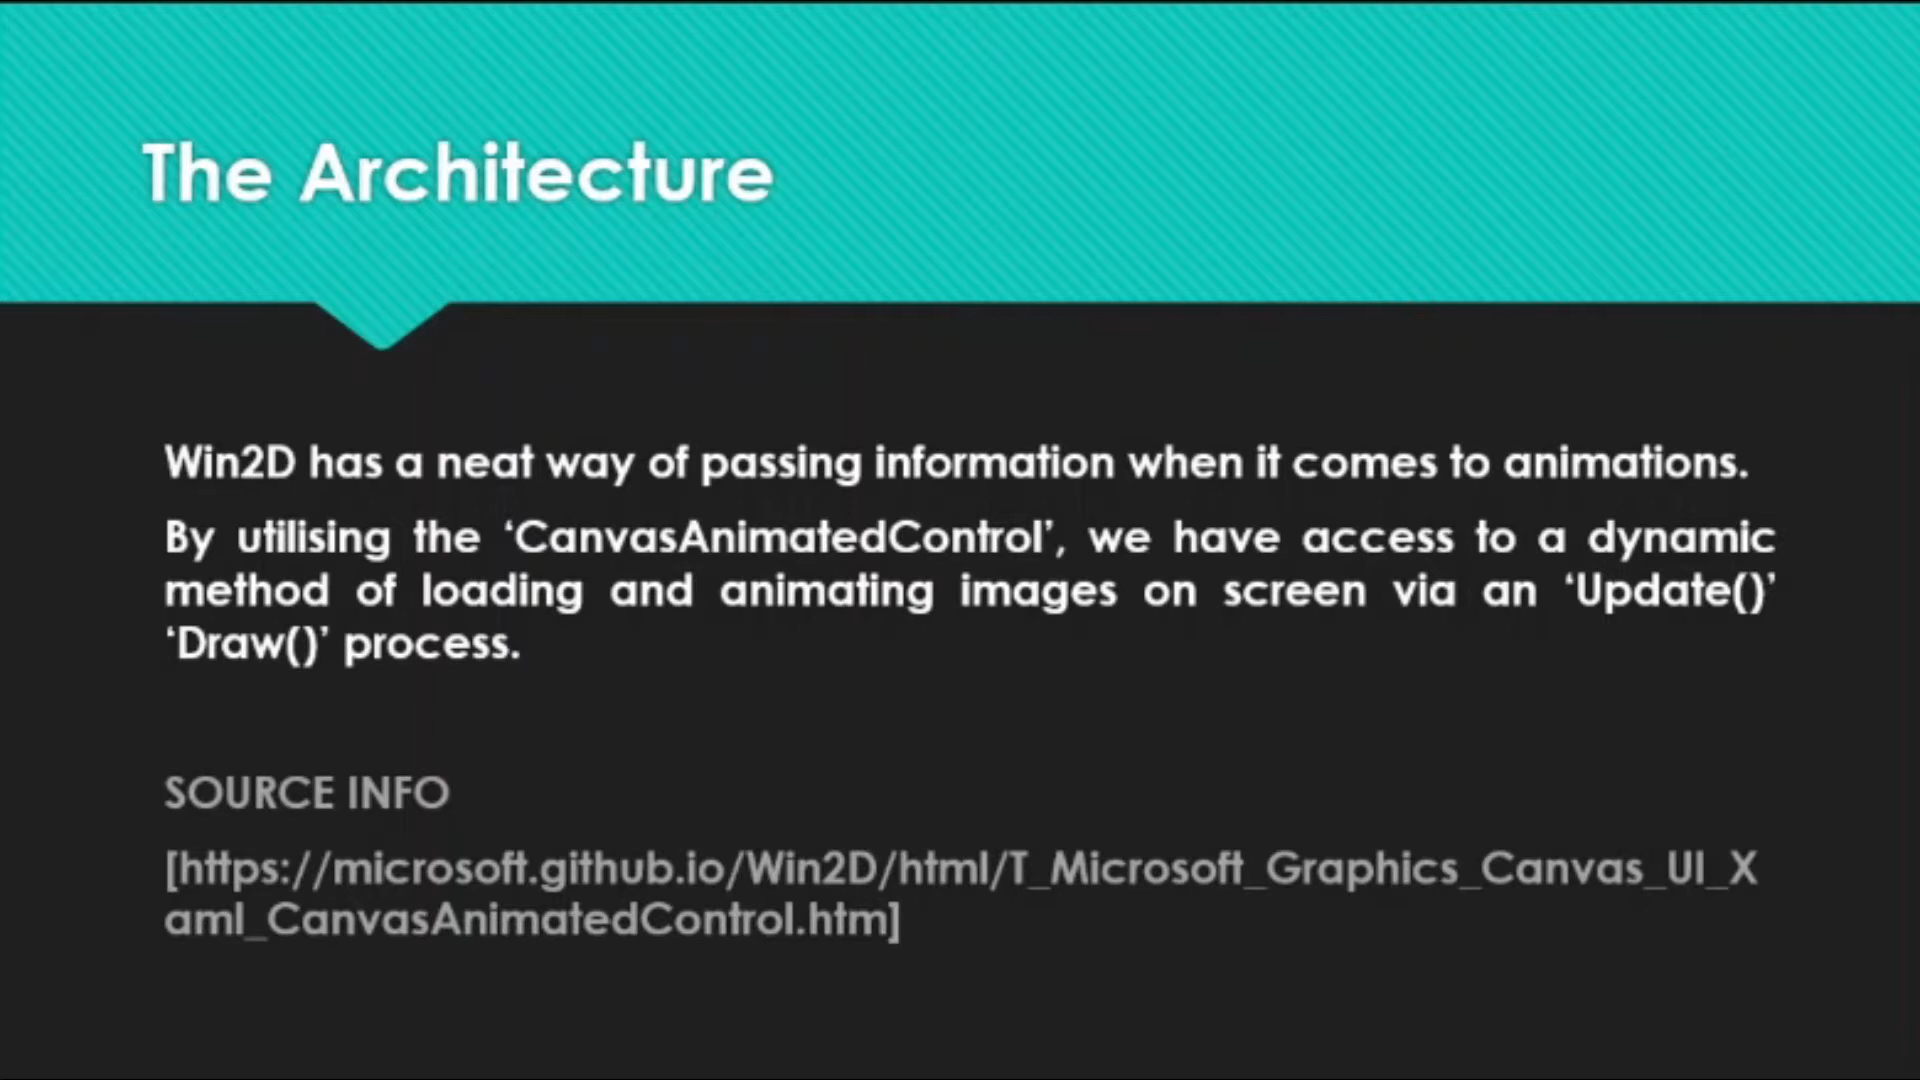 The Architecture
Win2D has a neat way of passing information when it comes to animations.
By utilising the ‘CanvasAnimatedControl’, we have access to a dynamic
method of loading and animating images on screen via an ‘Update()’
‘Draw()’ process.
SOURCE INFO
[https://microsoft.github.io/Win2D/html/T_Microsoft_Graphics_Canvas_UI_X
aml_CanvasAnimatedControl.htm]